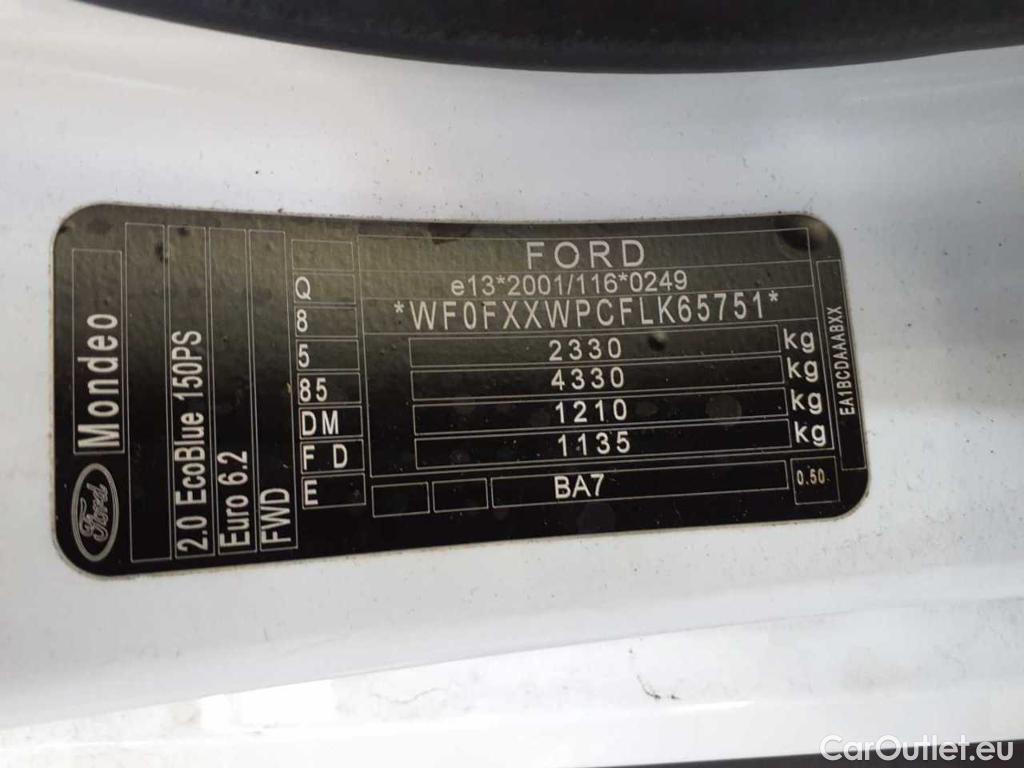 FORD
e13*2001/116*0249
*WF0FXXWPCFLK65751*
2330 kg
4330 kg
1210 kg
1135 kg
BA7
0.50
Q
8
5
85
DM
F D
E
Ford
Mondeo
2.0 EcoBlue 150PS
Euro 6.2
FWD
EA1BCDAAABXX
CarOutlet.eu